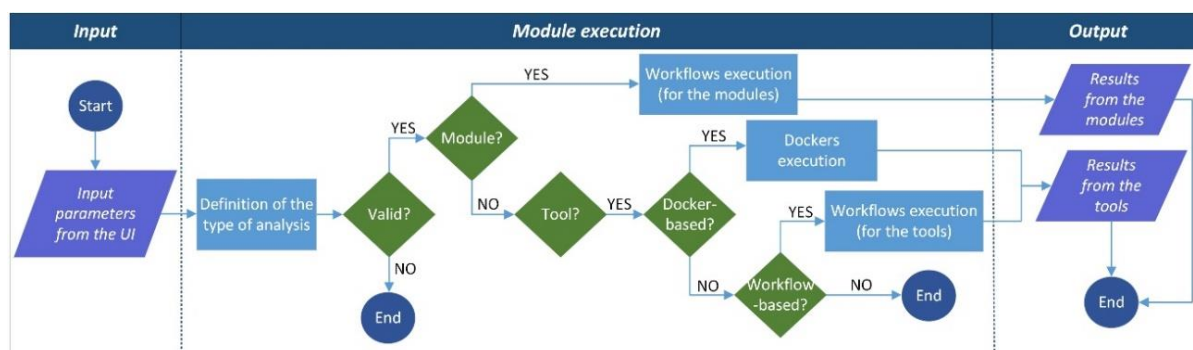 Input
Module execution
Output
Start
Input
parameters
from the UI
Definition of the
type of analysis
Valid?
YES
NO
End
Module?
YES
NO
Workflows execution
(for the modules)
Tool?
YES
Docker-
based?
YES
NO
Dockers
execution
Workflow
-based?
YES
NO
Workflows execution
(for the tools)
End
Results
from the
modules
Results
from the
tools
End